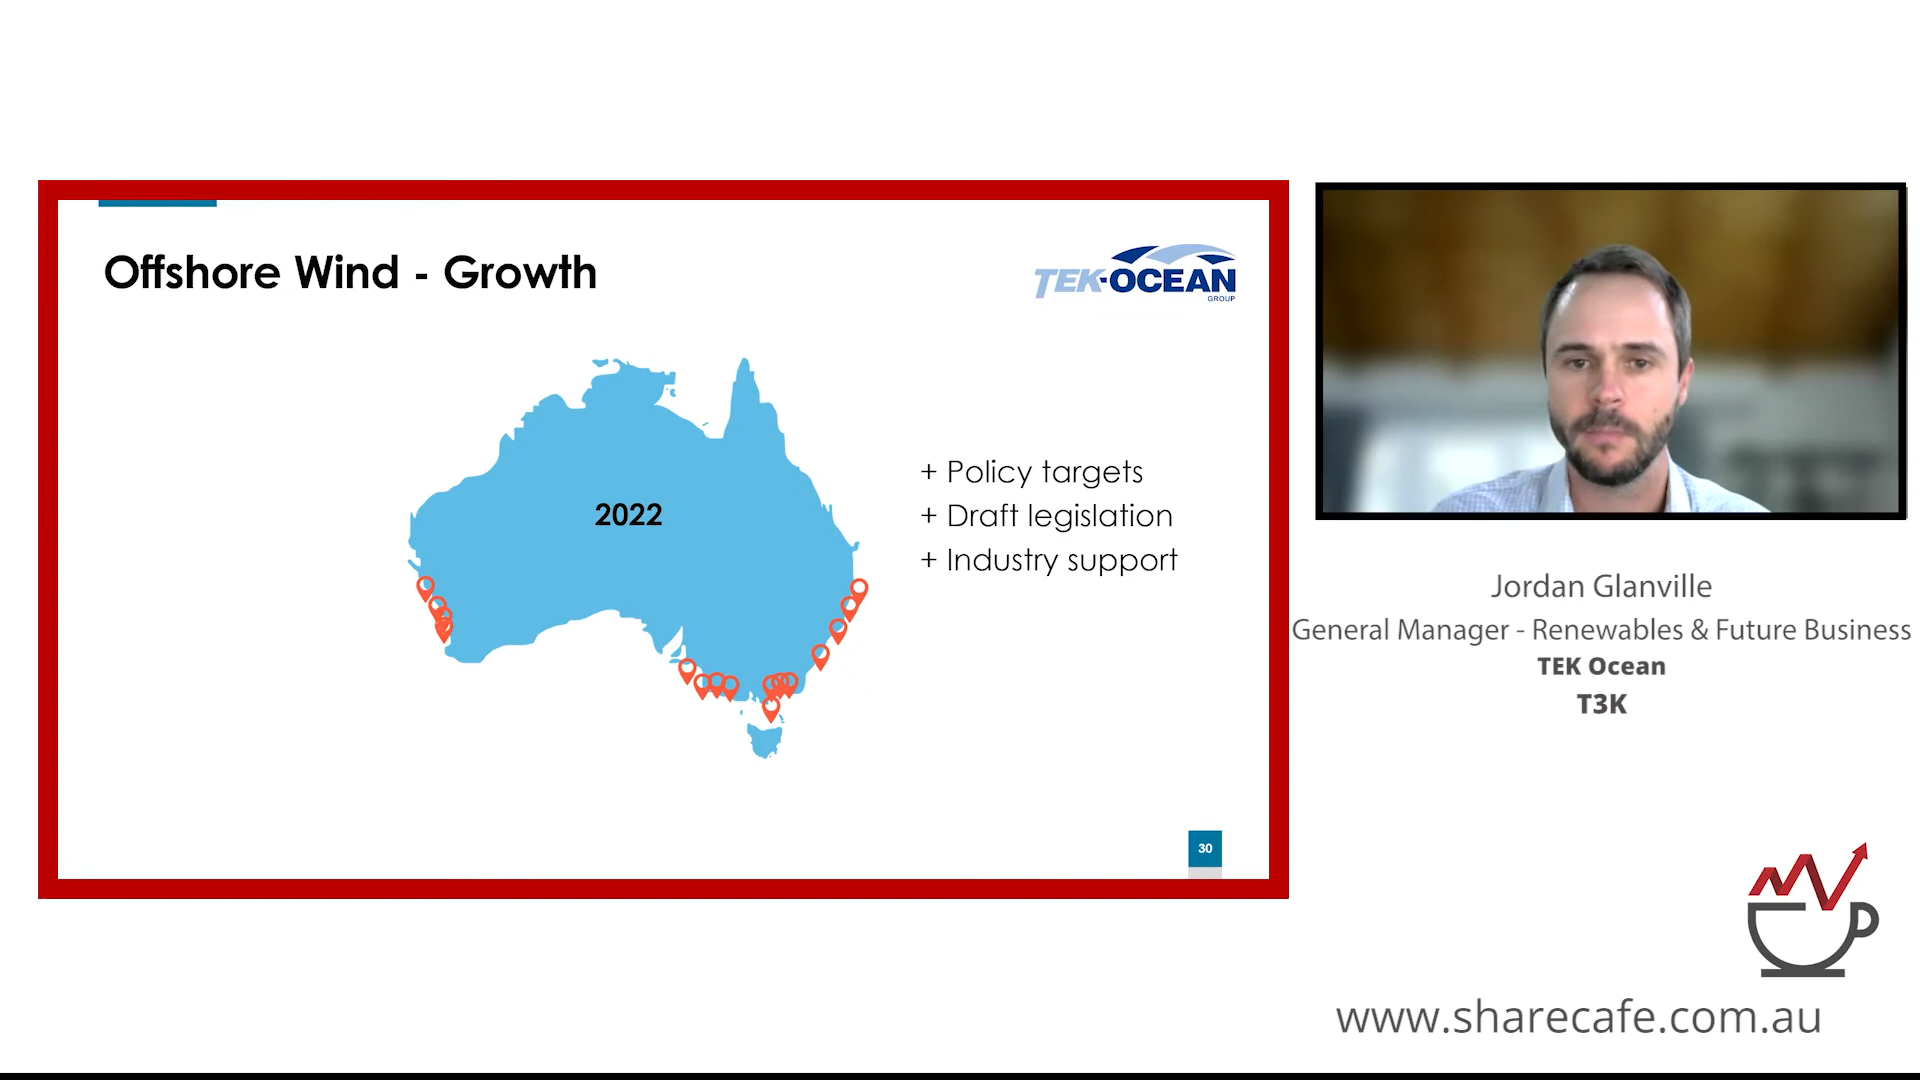 Offshore Wind - Growth
TEK-OCEAN
GROUP
2022
+ Policy targets
+ Draft legislation
+ Industry support
30
Jordan Glanville
General Manager - Renewables & Future Business
TEK Ocean
T3K
www.sharecafe.com.au